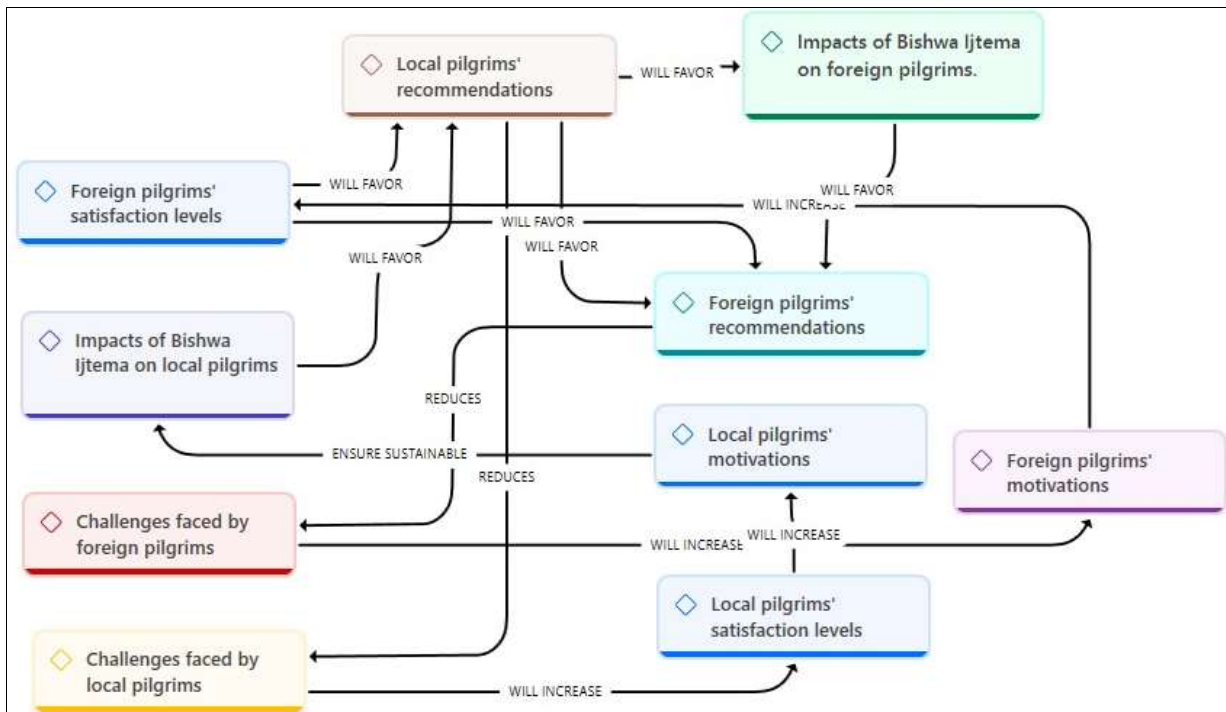 Local pilgrims'
recommendations
WILL FAVOR
Impacts of Bishwa Ijtema
on foreign pilgrims.
Foreign pilgrims'
satisfaction levels
WILL FAVOR
WILL FAVOR
WILL INCREASE
WILL FAVOR
WILL FAVOR
WILL FAVOR
Foreign pilgrims'
recommendations
Impacts of Bishwa
Ijtema on local pilgrims
REDUCES
Local pilgrims'
motivations
ENSURE SUSTAINABLE
Foreign pilgrims'
motivations
REDUCES
Challenges faced by
foreign pilgrims
WILL INCREASE
WILL INCREASE
Local pilgrims'
satisfaction levels
Challenges faced by
local pilgrims
WILL INCREASE